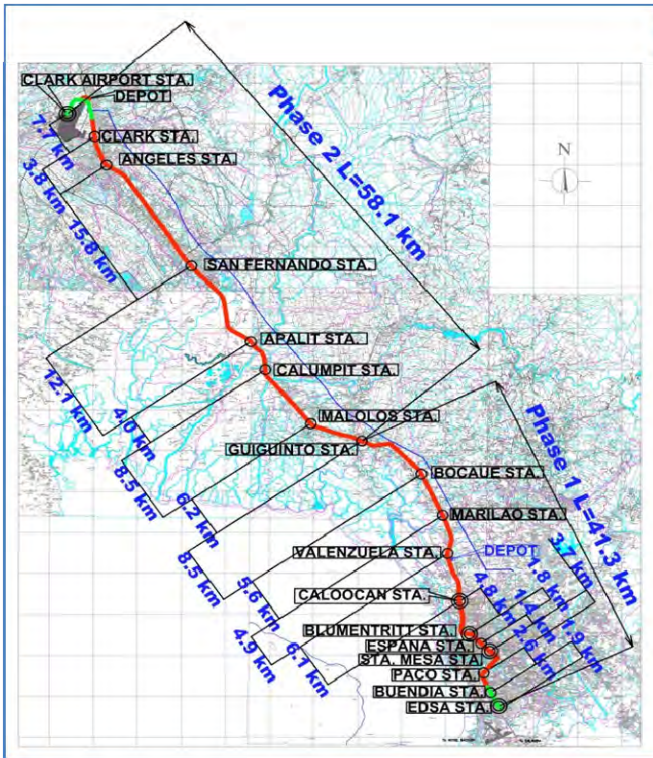 CLARK AIRPORT STA.
DEPOT
7.7 km
CLARK STA.
3.8 km
ANGELES STA.
15.8 km
Phase 2 L=58.1 km
N
SAN FERNANDO STA.
12.1 km
APALIT STA.
4.0 km
CALUMPIT STA.
8.5 km
MALOLOS STA.
6.2 km
GUIGUINTO STA.
Phase 1 L=41.3 km
8.5 km
BOCAUE STA.
5.6 km
MARILAO STA.
4.9 km
VALENZUELA STA.
DEPOT
6.1 km
CALOOCAN STA.
4.8 km
3.7 km
1.8 km
BLUMENTRITT STA.
1.4 km
ESPANA STA.
2.6 km
1.9 km
STA. MESA STA
PACO STA.
BUENDIA STA.
EDSA STA.